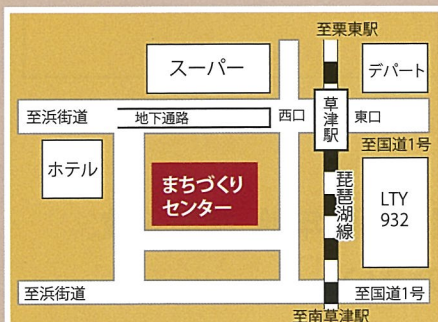 至栗東駅
スーパー
デパート
至浜街道
地下通路
西口
草津駅
東口
至国道1号
ホテル
まちづくり
センター
琵琶湖線
LTY
932
至浜街道
至国道1号
至南草津駅